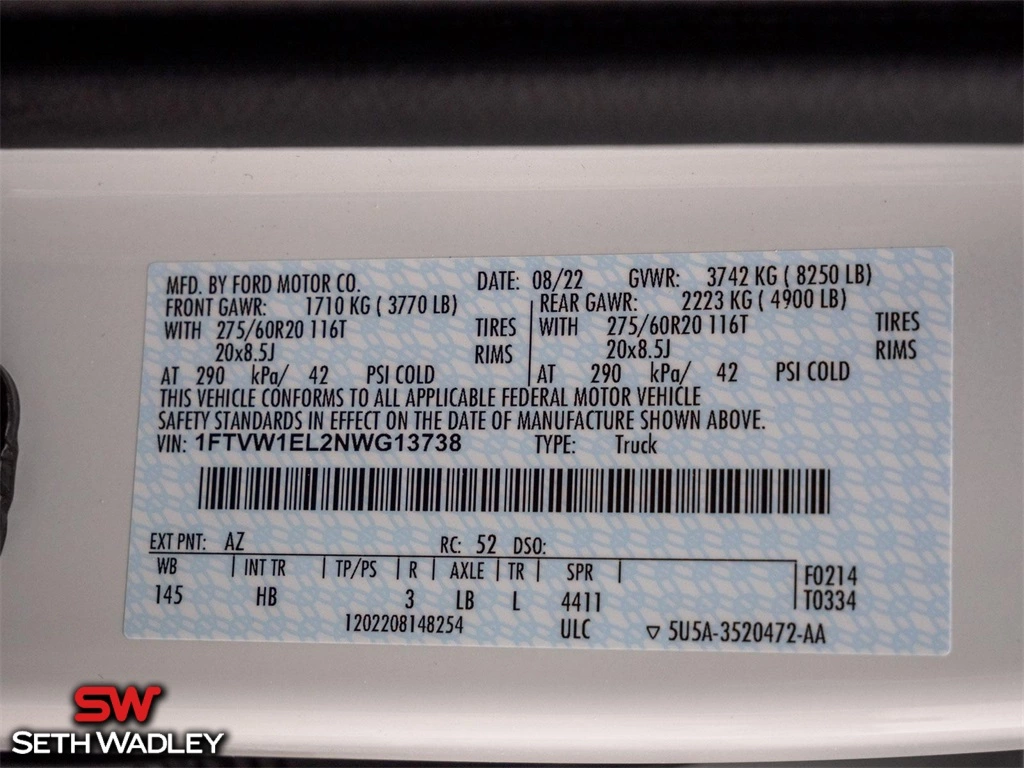 MFD. BY FORD MOTOR CO. DATE: 08/22 GVWR: 3742 KG ( 8250 LB)
FRONT GAWR: 1710 KG ( 3770 LB) REAR GAWR: 2223 KG ( 4900 LB)
WITH 275/60R20 116T TIRES WITH 275/60R20 116T TIRES
20x8.5J RIMS 20x8.5J RIMS
AT 290 kPa/ 42 PSI COLD AT 290 kPa/ 42 PSI COLD
THIS VEHICLE CONFORMS TO ALL APPLICABLE FEDERAL MOTOR VEHICLE
SAFETY STANDARDS IN EFFECT ON THE DATE OF MANUFACTURE SHOWN ABOVE.
VIN: 1FTVW1EL2NWG13738 TYPE: Truck
EXT PNT: AZ RC: 52 DSO:
WB INT TR TP/PS R AXLE TR SPR F0214
145 HB 3 LB L 4411 T0334
1202208148254 ULC ▽ 5U5A-3520472-AA
SW
SETH WADLEY